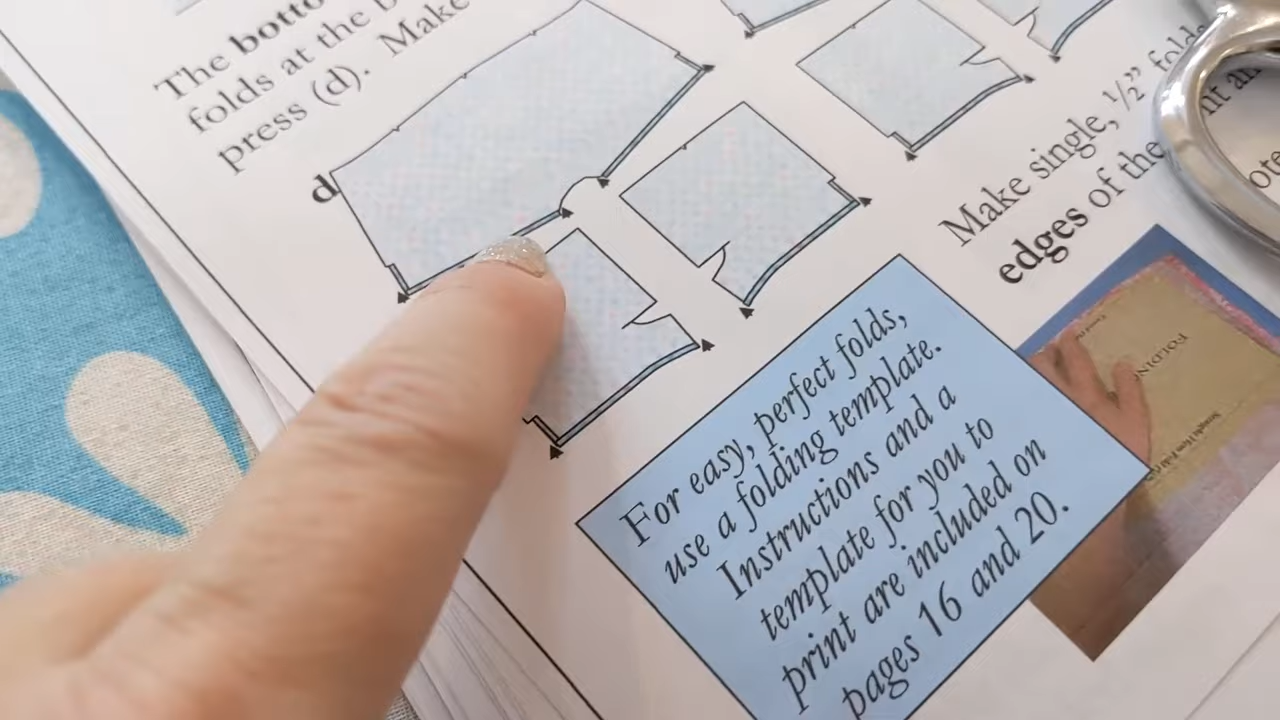 The botto
folds at the b
press (d). Make
d
Make single, ½” folds
edges of the
For easy, perfect folds,
use a folding template.
Instructions and a
template for you to
print are included on
pages 16 and 20.